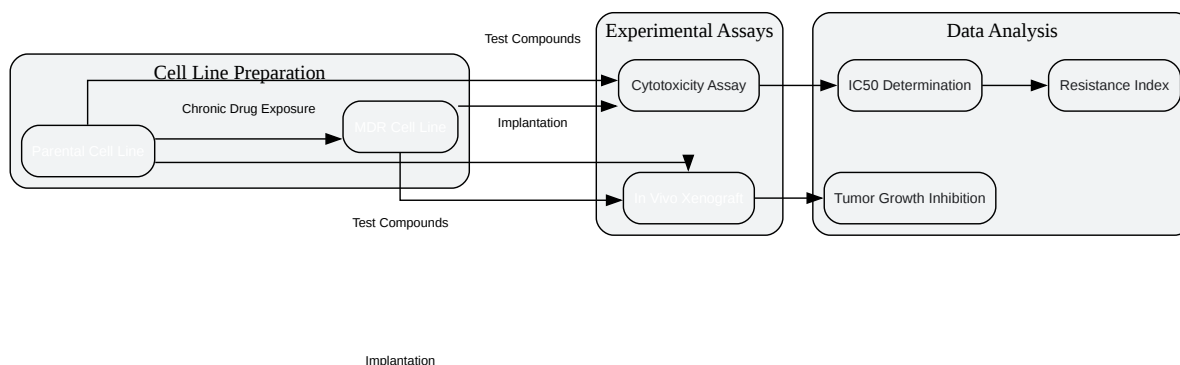 Experimental Assays
Data Analysis
Test Compounds
Cell Line Preparation
Cytotoxicity Assay
IC50 Determination
Resistance Index
Chronic Drug Exposure
MDR Cell Line
Implantation
Parental Cell Line
In Vivo Xenograft
Tumor Growth Inhibition
Test Compounds
Implantation